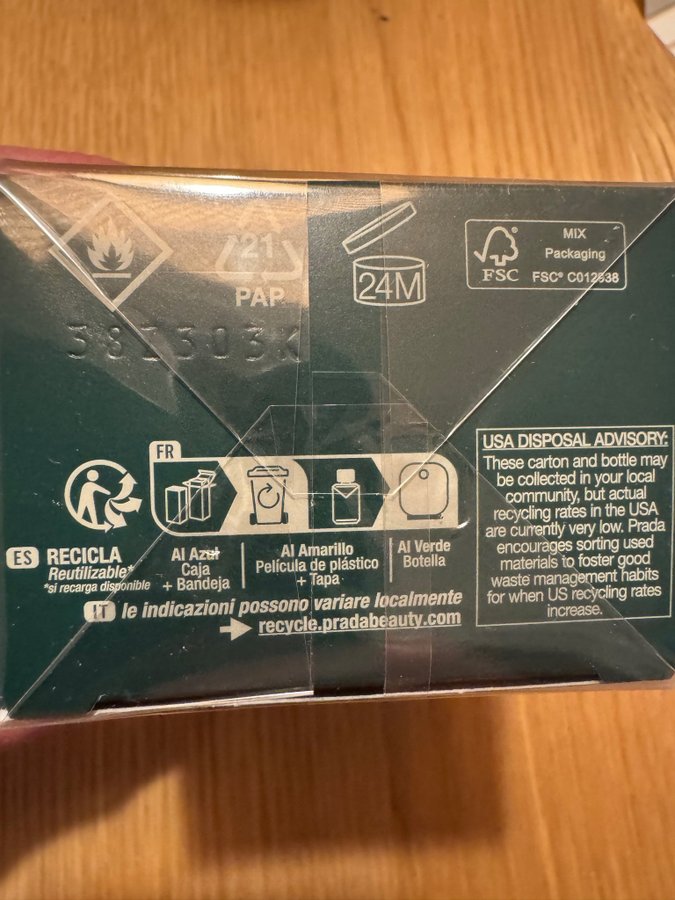 21
PAP
24M
FSC
MIX
Packaging
FSC® C012638
38I303K
FR
ES RECICLA
Reutilizable*
*si recarga disponible
Al Azul
Caja
+ Bandeja
Al Amarillo
Película de plástico
+ Tapa
Al Verde
Botella
IT le indicazioni possono variare localmente
recycle.pradabeauty.com
USA DISPOSAL ADVISORY:
These carton and bottle may
be collected in your local
community, but actual
recycling rates in the USA
are currently very low. Prada
encourages sorting used
materials to foster good
waste management habits
for when US recycling rates
increase.